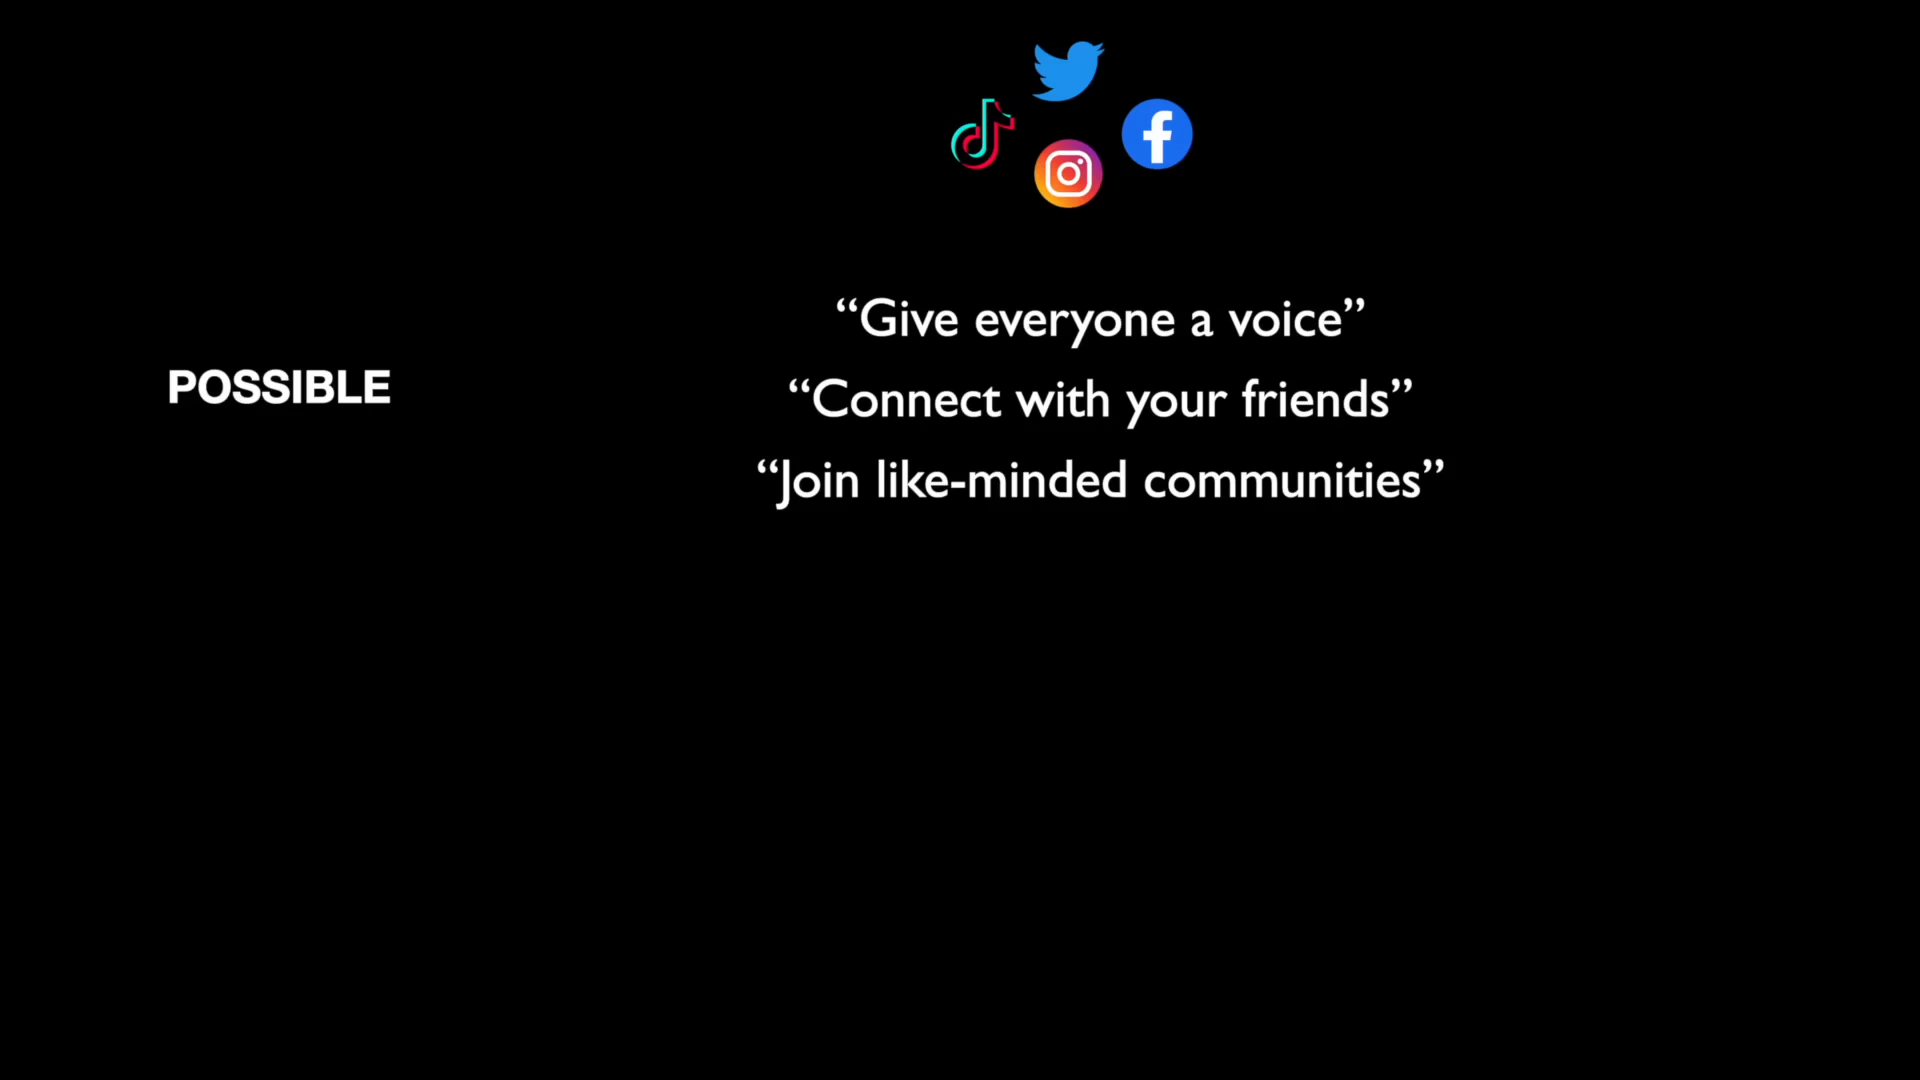 POSSIBLE
“Give everyone a voice”
“Connect with your friends”
“Join like-minded communities”